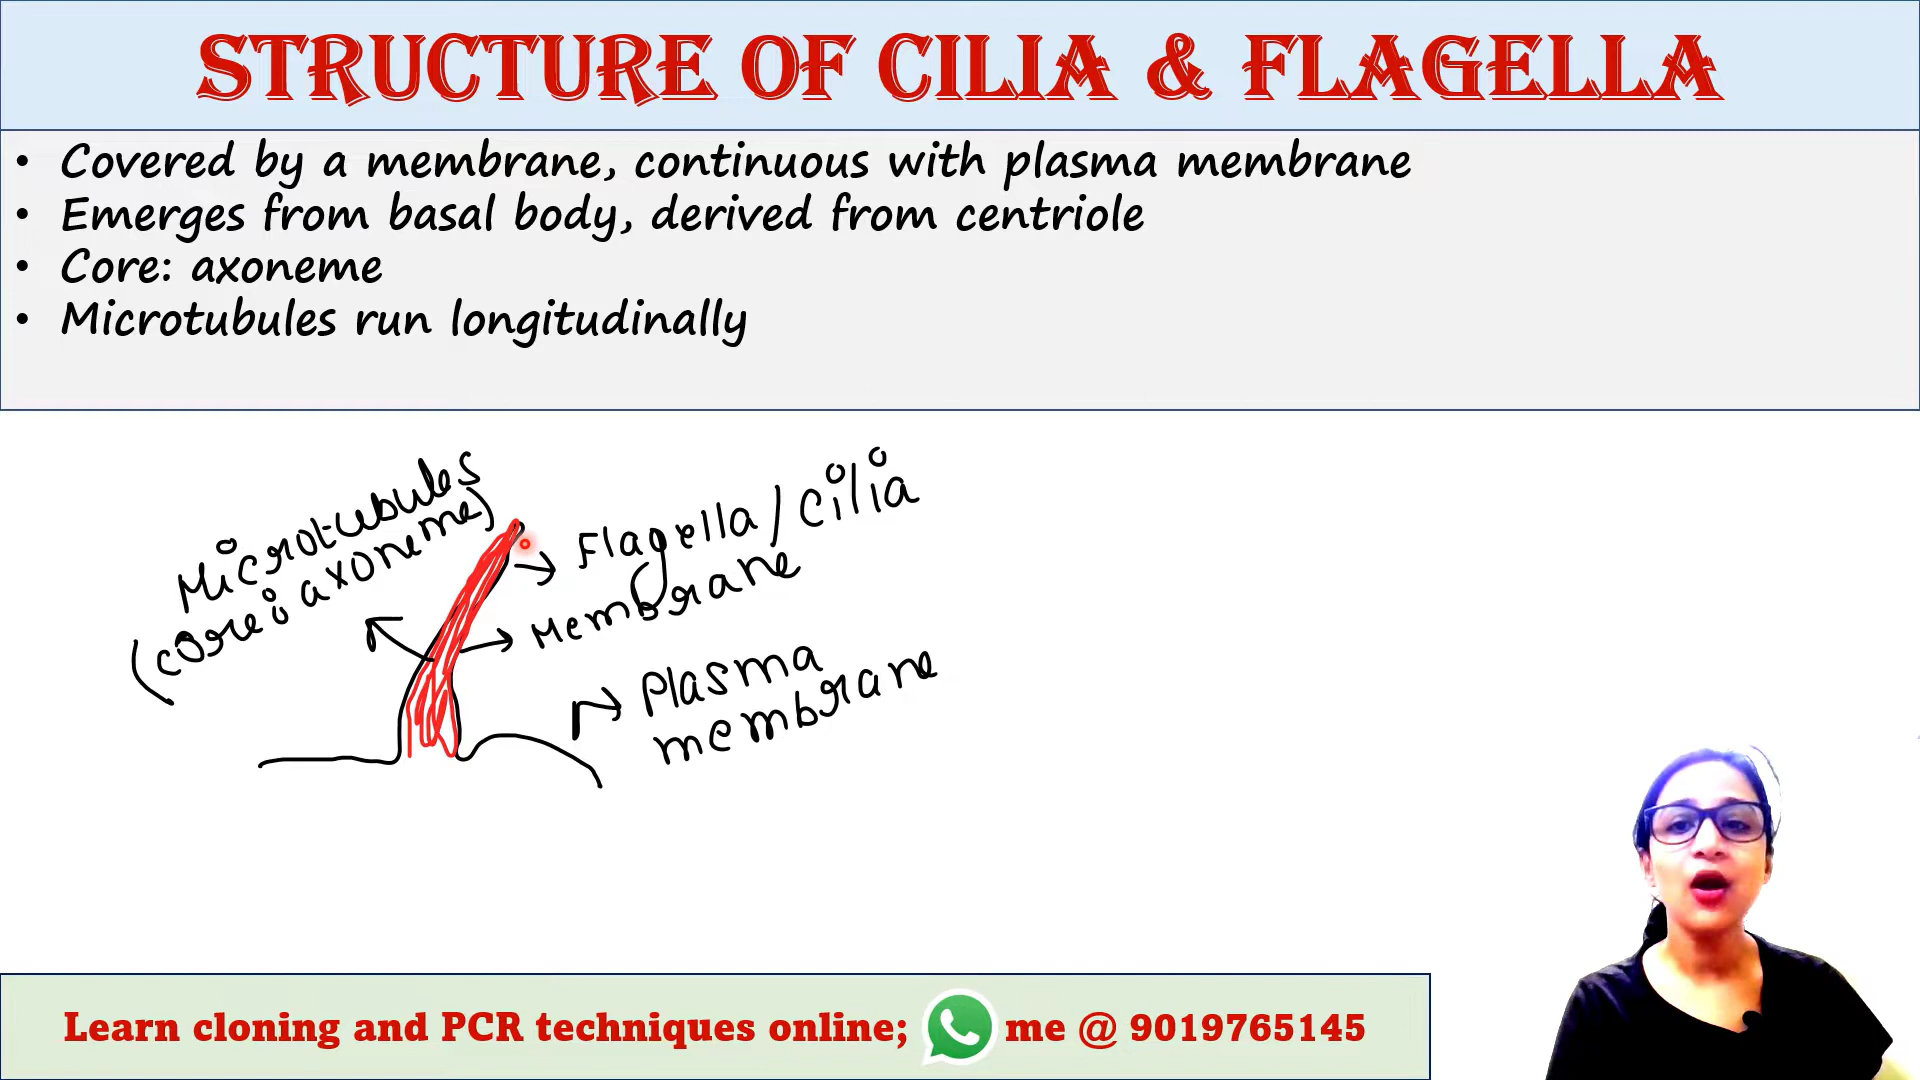 STRUCTURE OF CILIA & FLAGELLA
• Covered by a membrane, continuous with plasma membrane
• Emerges from basal body, derived from centriole
• Core: axoneme
• Microtubules run longitudinally
Microtubules
(core: axoneme)
Flagella/Cilia
Membrane
Plasma
membrane
Learn cloning and PCR techniques online; me @ 9019765145